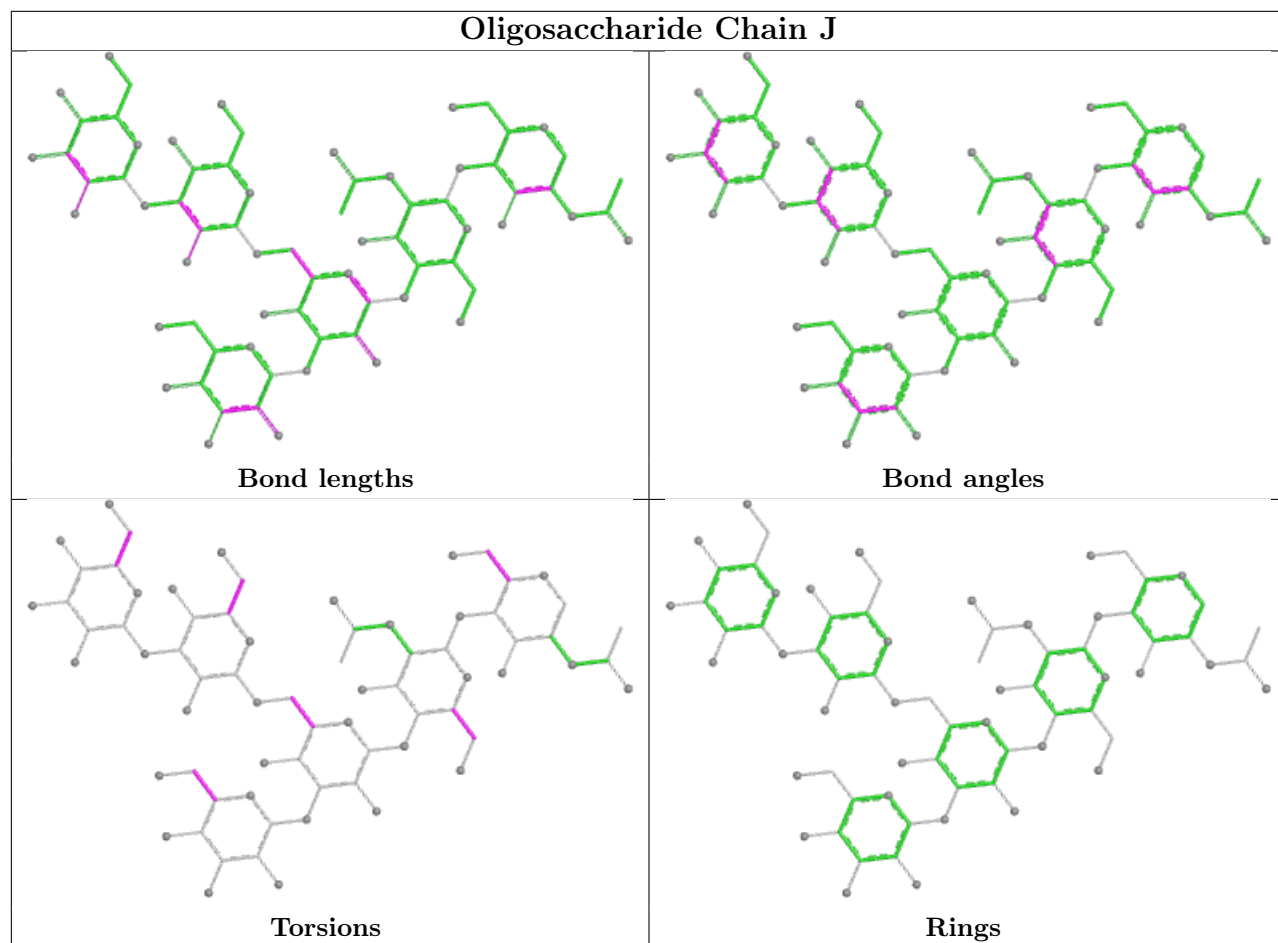 Oligosaccharide Chain J
Bond lengths
Bond angles
Torsions
Rings